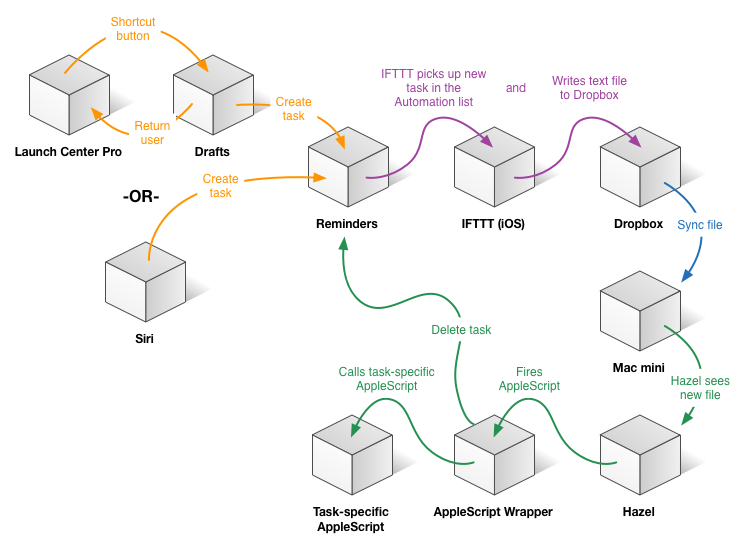 Shortcut
button
Launch Center Pro
Return
user
Drafts
Create
task
-OR-
Create
task
Siri
Reminders
IFTTT picks up new
task in the
Automation list
and
IFTTT (iOS)
Writes text file
to Dropbox
Dropbox
Sync file
Mac mini
Hazel sees
new file
Hazel
Fires
AppleScript
AppleScript Wrapper
Delete task
Calls task-specific
AppleScript
Task-specific
AppleScript